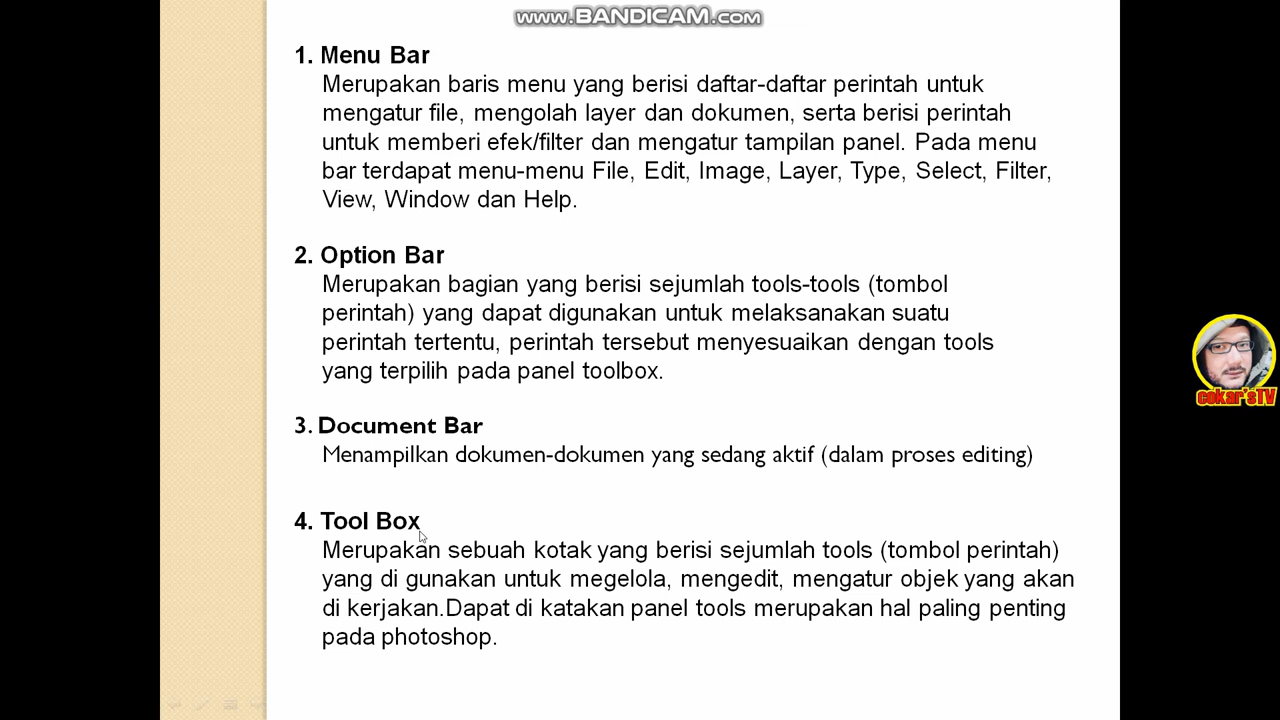 www.BANDICAM.com
1. Menu Bar
Merupakan baris menu yang berisi daftar-daftar perintah untuk
mengatur file, mengolah layer dan dokumen, serta berisi perintah
untuk memberi efek/filter dan mengatur tampilan panel. Pada menu
bar terdapat menu-menu File, Edit, Image, Layer, Type, Select, Filter,
View, Window dan Help.
2. Option Bar
Merupakan bagian yang berisi sejumlah tools-tools (tombol
perintah) yang dapat digunakan untuk melaksanakan suatu
perintah tertentu, perintah tersebut menyesuaikan dengan tools
yang terpilih pada panel toolbox.
3. Document Bar
Menampilkan dokumen-dokumen yang sedang aktif (dalam proses editing)
4. Tool Box
Merupakan sebuah kotak yang berisi sejumlah tools (tombol perintah)
yang di gunakan untuk megelola, mengedit, mengatur objek yang akan
di kerjakan.Dapat di katakan panel tools merupakan hal paling penting
pada photoshop.
cokar'sTV